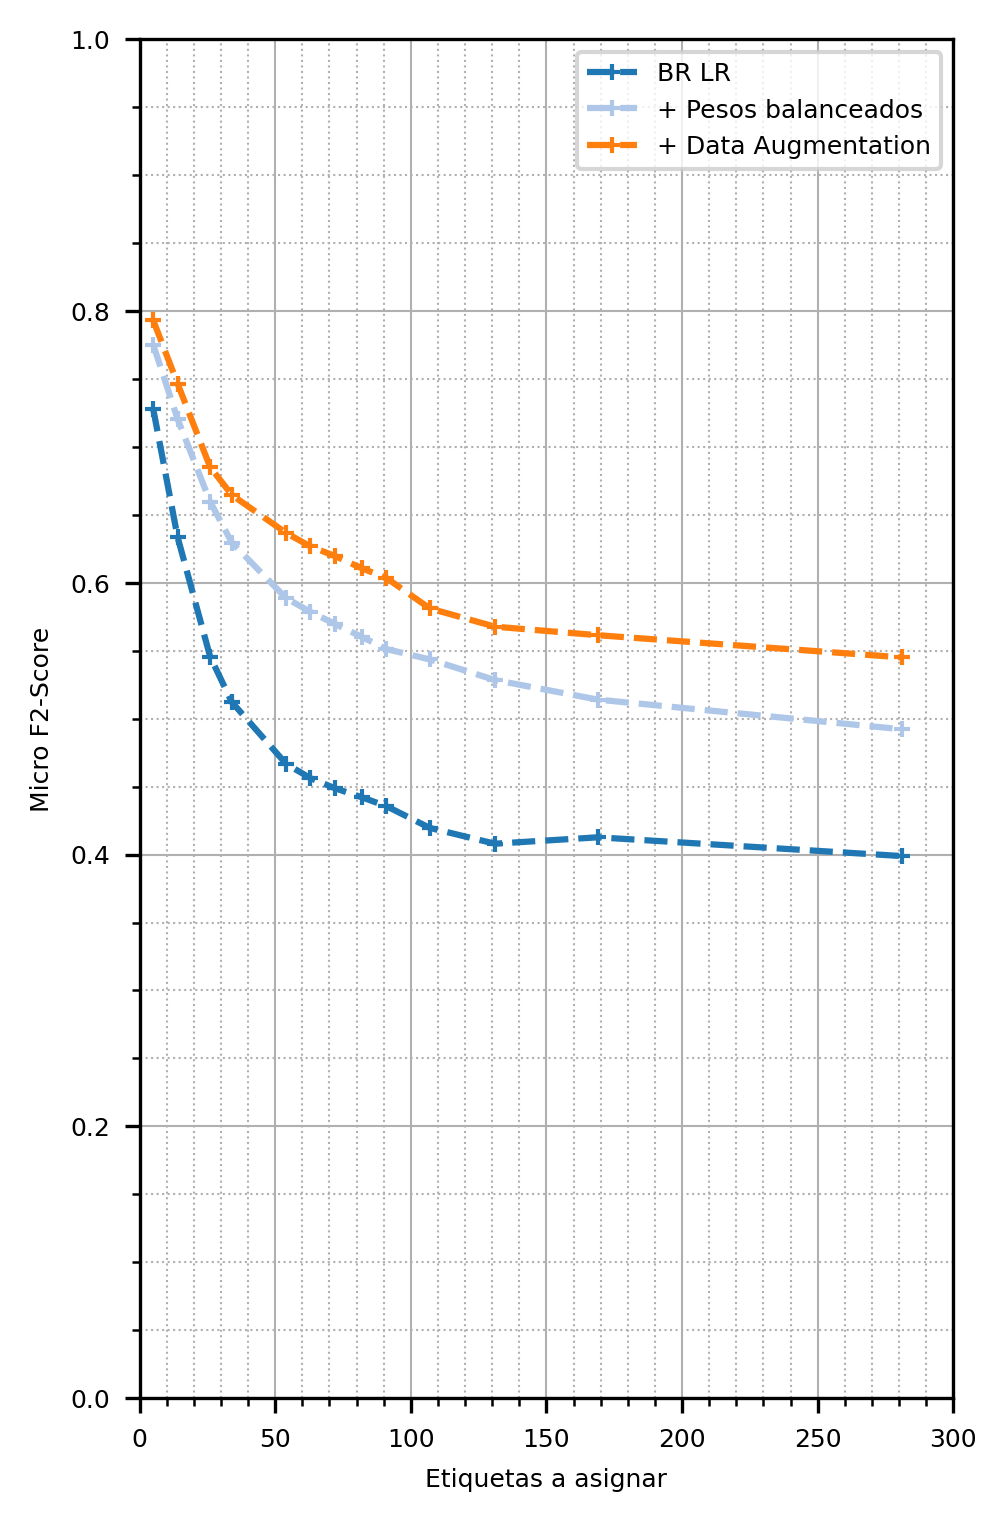 1.0
0.8
0.6
0.4
0.2
0.0
Micro F2-Score
BR LR
+ Pesos balanceados
+ Data Augmentation
0 50 100 150 200 250 300
Etiquetas a asignar